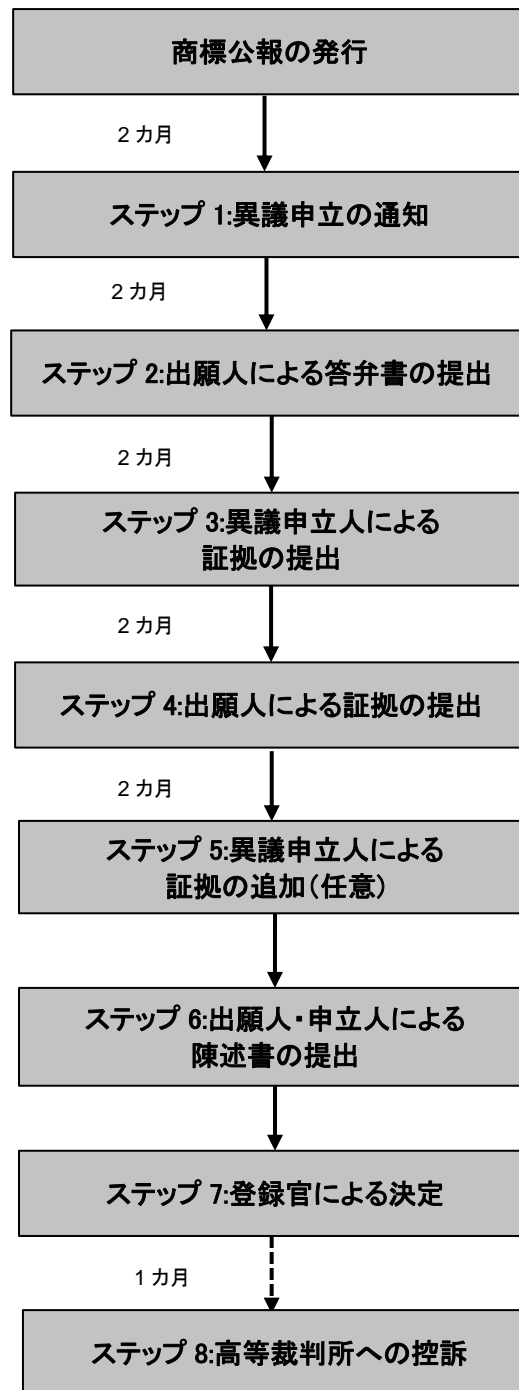 商標公報の発行
2 カ月
ステップ 1:異議申立の通知
2 カ月
ステップ 2:出願人による答弁書の提出
2 カ月
ステップ 3:異議申立人による
証拠の提出
2 カ月
ステップ 4:出願人による証拠の提出
2 カ月
ステップ 5:異議申立人による
証拠の追加(任意)
ステップ 6:出願人・申立人による
陳述書の提出
ステップ 7:登録官による決定
1 カ月
ステップ 8:高等裁判所への控訴